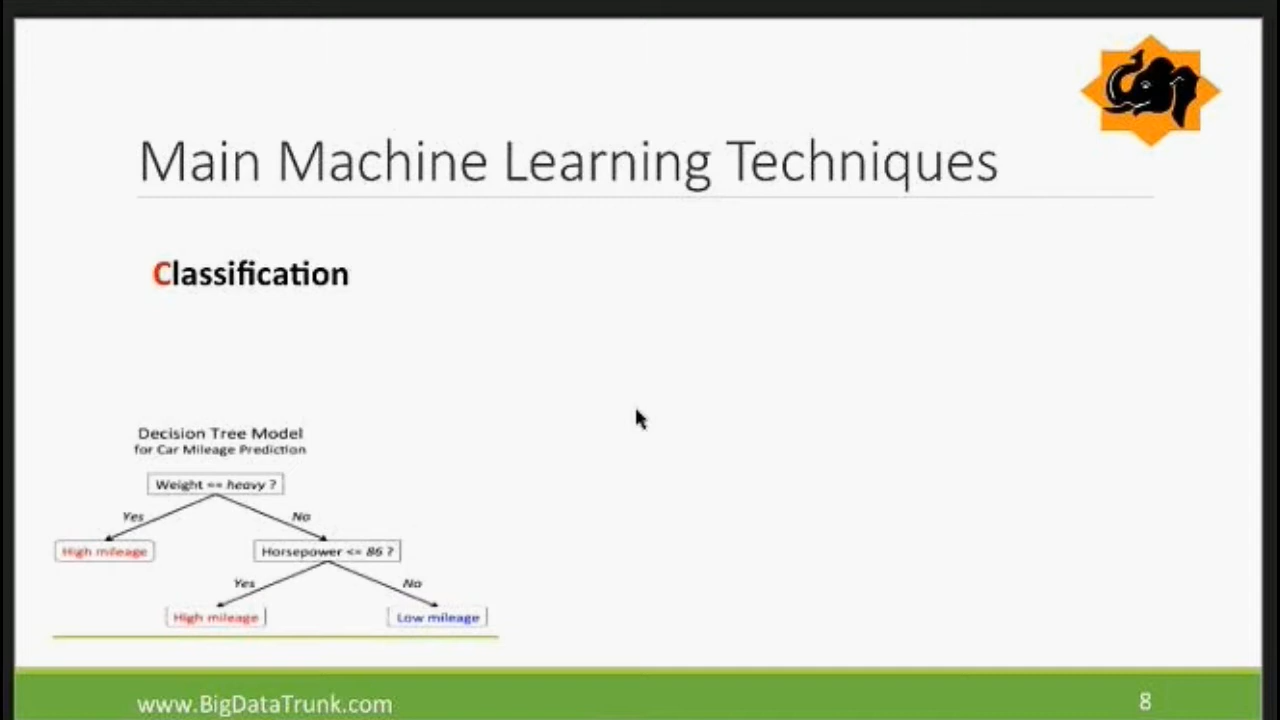 Main Machine Learning Techniques
Classification
Decision Tree Model
for Car Mileage Prediction
Weight == heavy ?
Yes
No
High mileage
Horsepower <= 86 ?
Yes
No
High mileage
Low mileage
www.BigDataTrunk.com
8